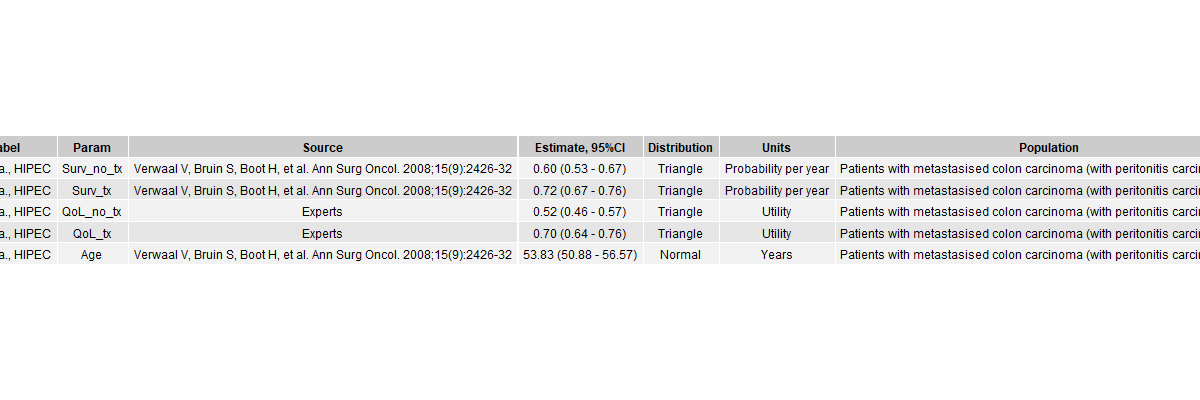 abel Param Source Estimate, 95%CI Distribution Units Population
a., HIPEC Surv_no_tx Verwaal V, Bruin S, Boot H, et al. Ann Surg Oncol. 2008;15(9):2426-32 0.60 (0.53 - 0.67) Triangle Probability per year Patients with metastasised colon carcinoma (with peritonitis carci
a., HIPEC Surv_tx Verwaal V, Bruin S, Boot H, et al. Ann Surg Oncol. 2008;15(9):2426-32 0.72 (0.67 - 0.76) Triangle Probability per year Patients with metastasised colon carcinoma (with peritonitis carci
a., HIPEC QoL_no_tx Experts 0.52 (0.46 - 0.57) Triangle Utility Patients with metastasised colon carcinoma (with peritonitis carci
a., HIPEC QoL_tx Experts 0.70 (0.64 - 0.76) Triangle Utility Patients with metastasised colon carcinoma (with peritonitis carci
a., HIPEC Age Verwaal V, Bruin S, Boot H, et al. Ann Surg Oncol. 2008;15(9):2426-32 53.83 (50.88 - 56.57) Normal Years Patients with metastasised colon carcinoma (with peritonitis carci